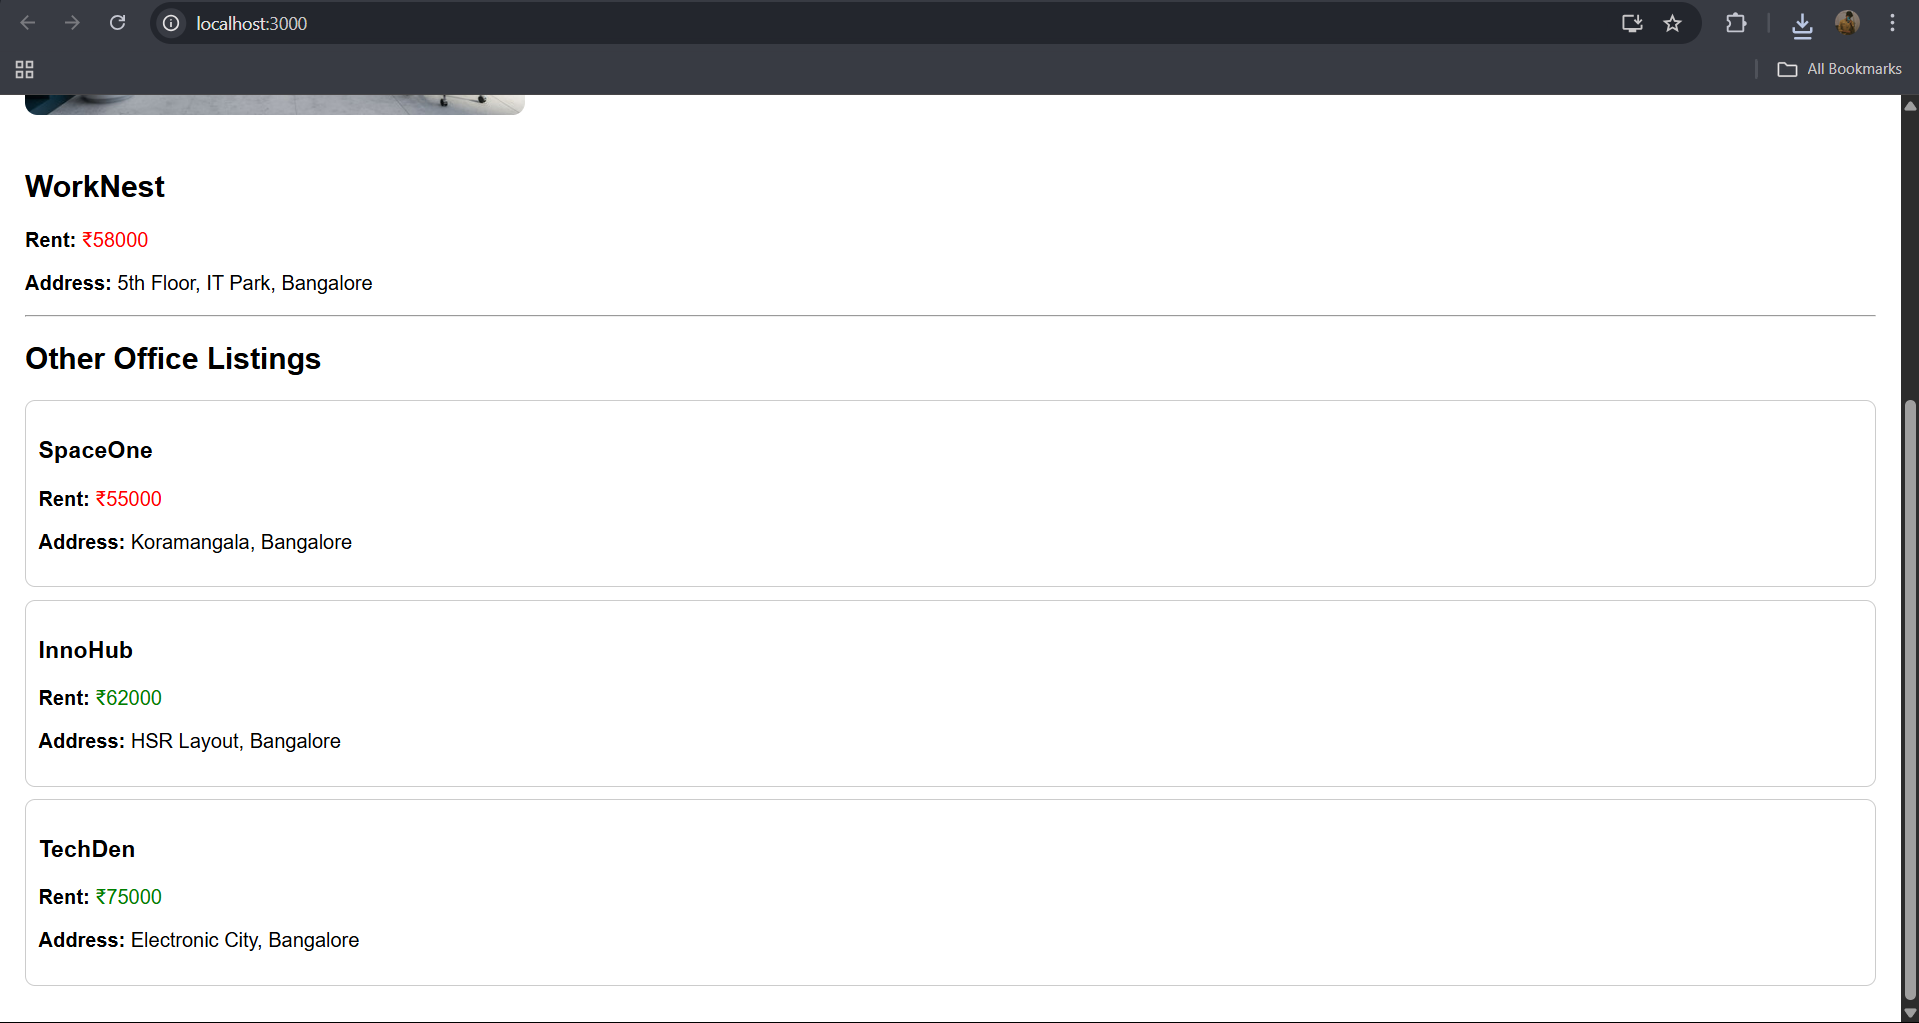 localhost:3000
All Bookmarks
WorkNest
Rent: ₹58000
Address: 5th Floor, IT Park, Bangalore
Other Office Listings
SpaceOne
Rent: ₹55000
Address: Koramangala, Bangalore
InnoHub
Rent: ₹62000
Address: HSR Layout, Bangalore
TechDen
Rent: ₹75000
Address: Electronic City, Bangalore